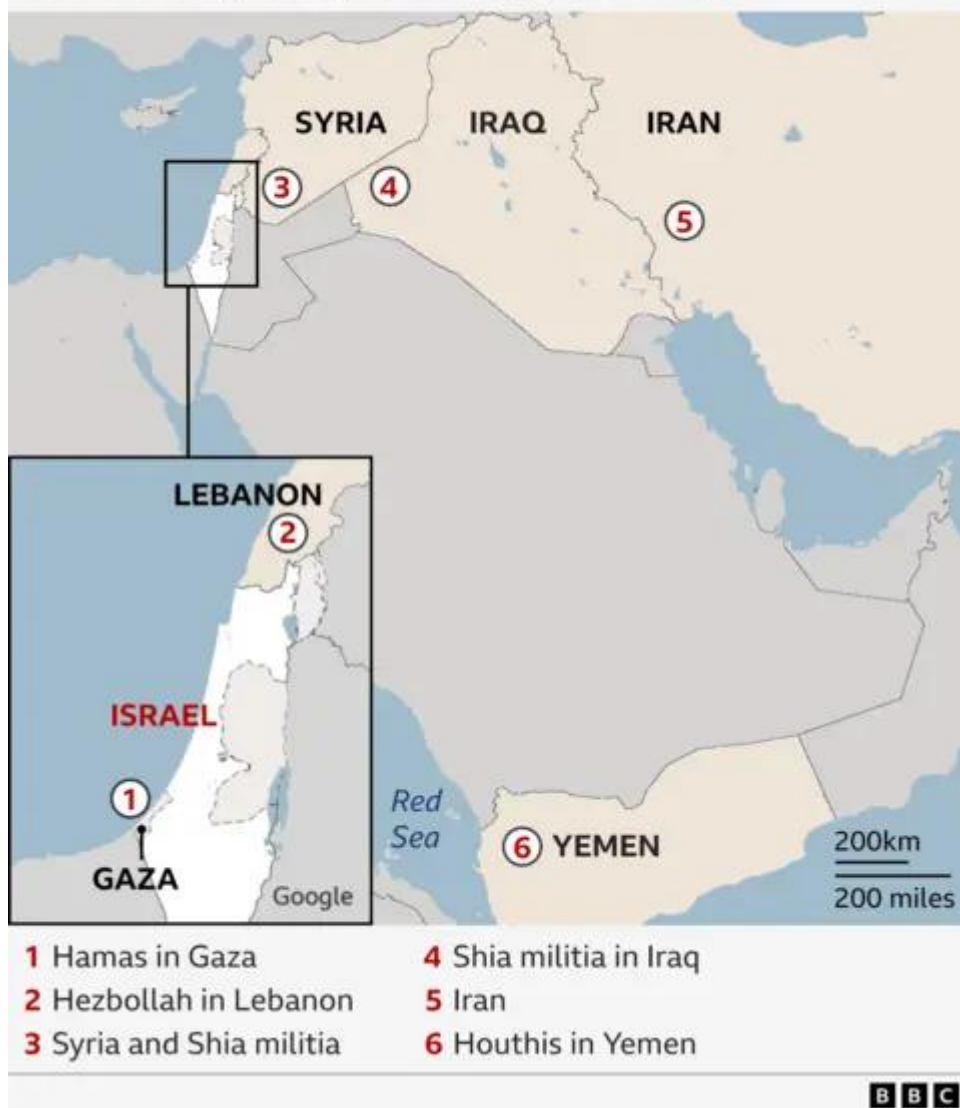 SYRIA
IRAQ
IRAN
3
4
5
LEBANON
2
ISRAEL
1
GAZA
Google
Red
Sea
6 YEMEN
200km
200 miles
1 Hamas in Gaza
2 Hezbollah in Lebanon
3 Syria and Shia militia
4 Shia militia in Iraq
5 Iran
6 Houthis in Yemen
BBC